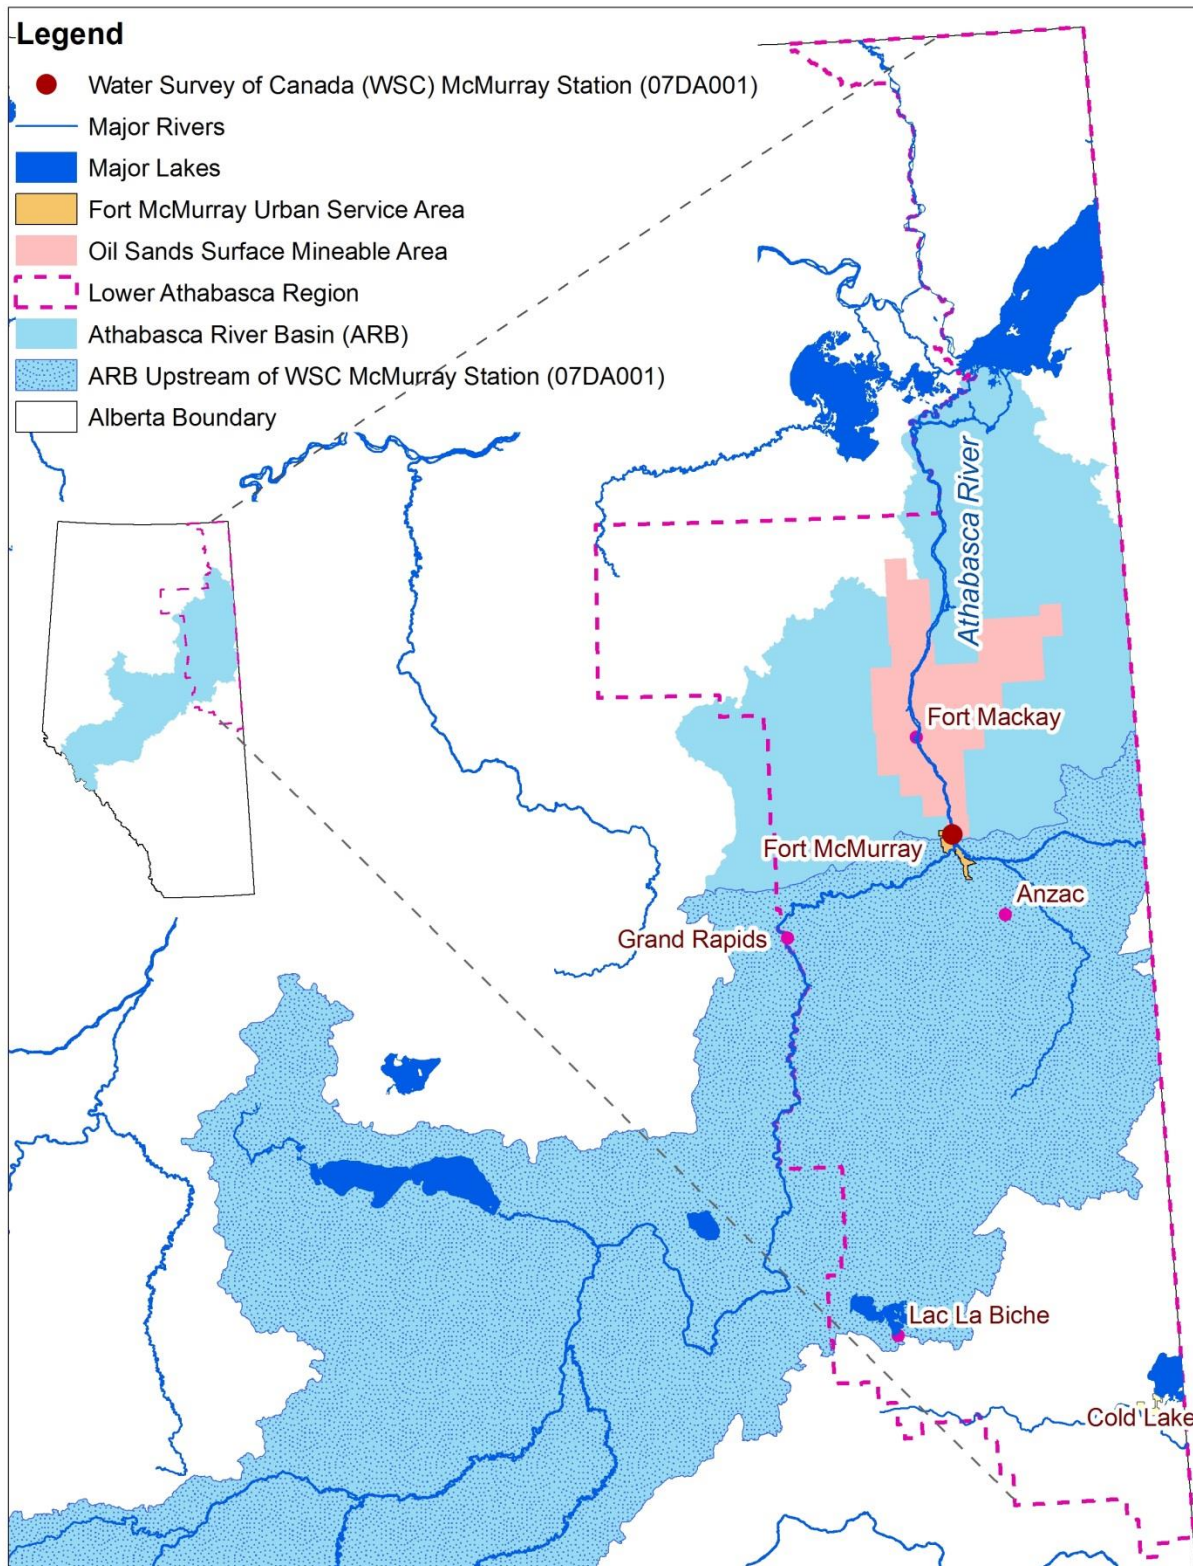 Legend
Water Survey of Canada (WSC) McMurray Station (07DA001)
Major Rivers
Major Lakes
Fort McMurray Urban Service Area
Oil Sands Surface Mineable Area
Lower Athabasca Region
Athabasca River Basin (ARB)
ARB Upstream of WSC McMurray Station (07DA001)
Alberta Boundary
Athabasca River
Fort Mackay
Fort McMurray
Anzac
Grand Rapids
Lac La Biche
Cold Lake